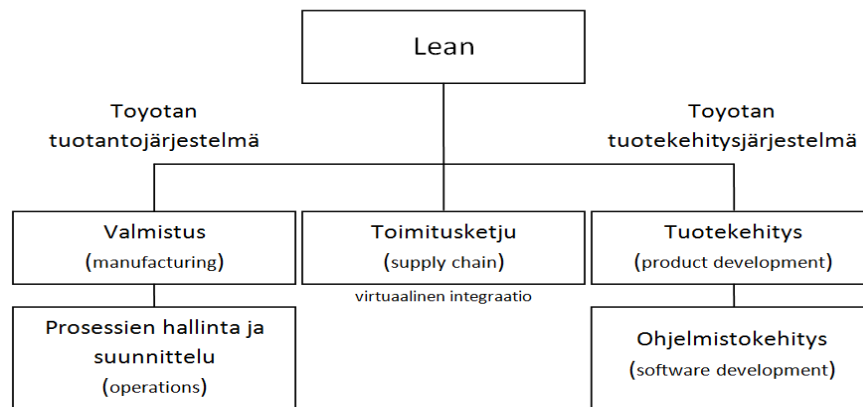 Lean
Toyotan
tuotantojärjestelmä
Toyotan
tuotekehitysjärjestelmä
Valmistus
(manufacturing)
Toimitusketju
(supply chain)
Tuotekehitys
(product development)
virtuaalinen integraatio
Prosessien hallinta ja
suunnittelu
(operations)
Ohjelmistokehitys
(software development)